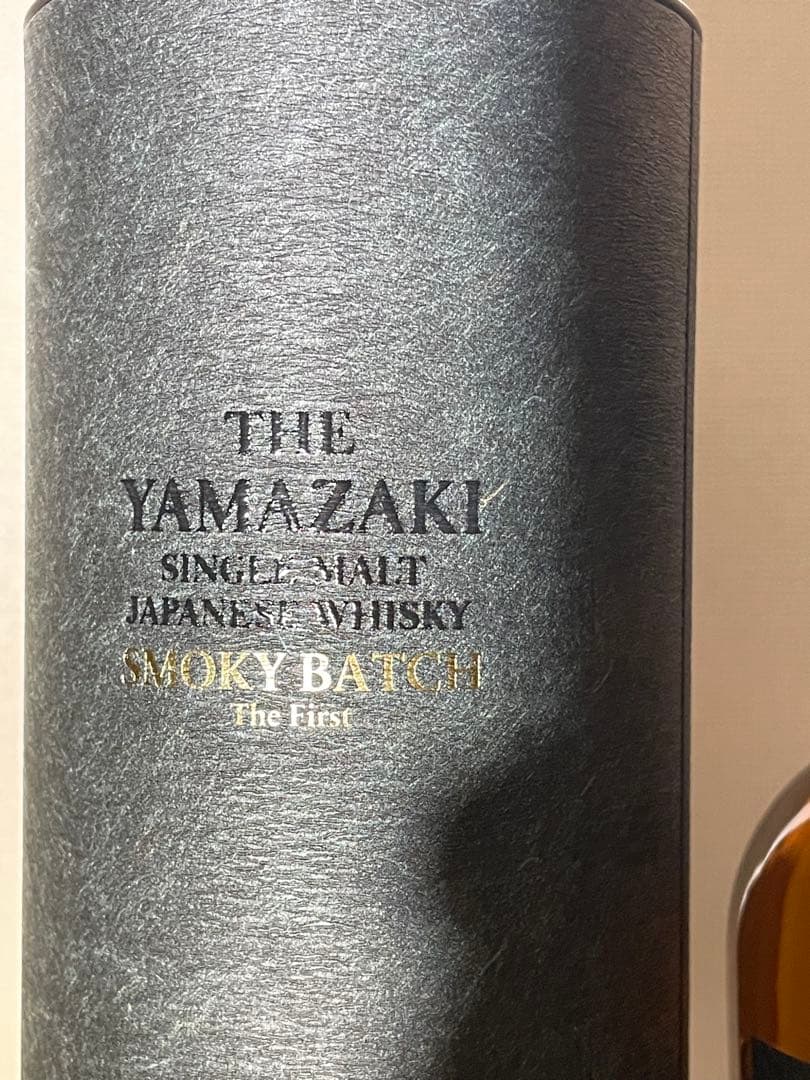 THE
YAMAZAKI
SINGLE MALT
JAPANESE WHISKY
SMOKY BATCH
The First